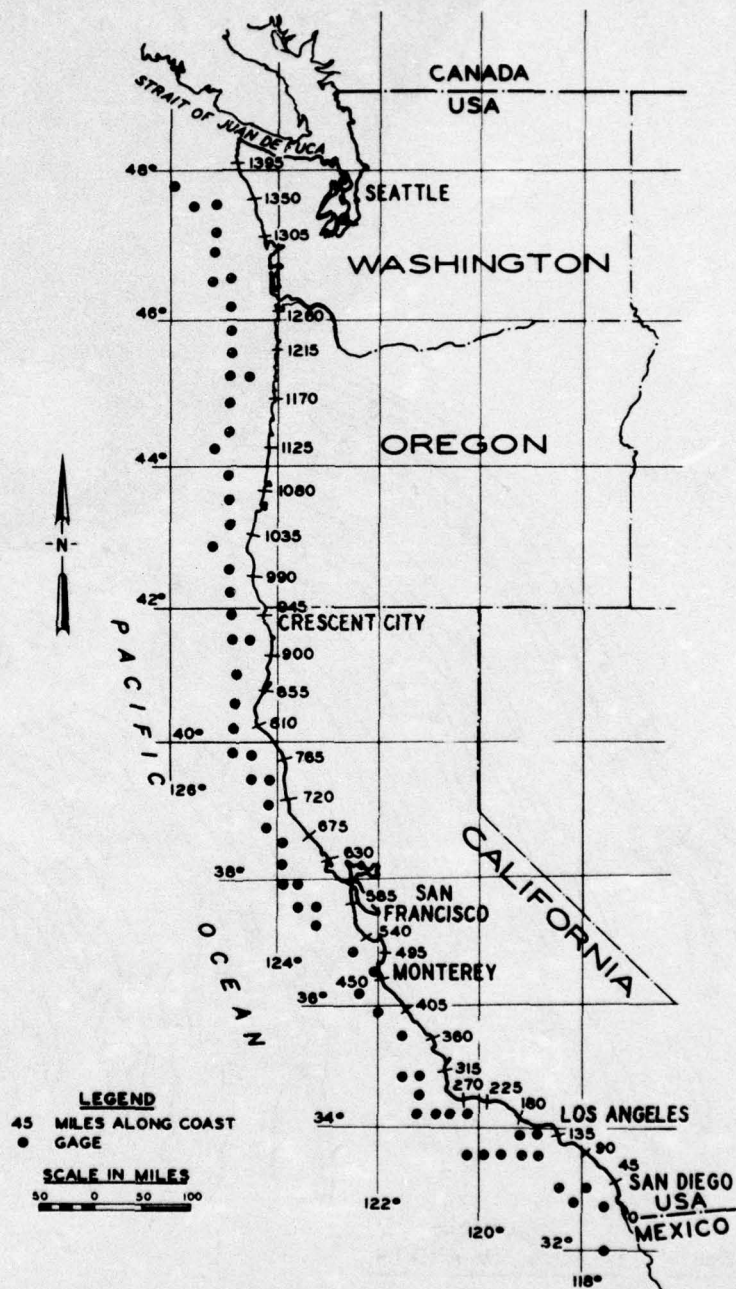 CANADA
USA
STRAIT OF JUAN DE FUCA
1395
48°
SEATTLE
1350
1305
WASHINGTON
1260
46°
1215
1170
OREGON
1125
44°
1080
1035
N
990
42°
945
CRESCENT CITY
900
855
810
40°
765
126°
720
675
PACIFIC
CALIFORNIA
630
38°
585
SAN
FRANCISCO
540
OCEAN
495
124°
MONTEREY
450
36°
405
360
315
270
225
180
LOS ANGELES
34°
135
90
45
SAN DIEGO
USA
0
MEXICO
122°
120°
32°
118°
LEGEND
45 MILES ALONG COAST
● GAGE
SCALE IN MILES
50 0 50 100